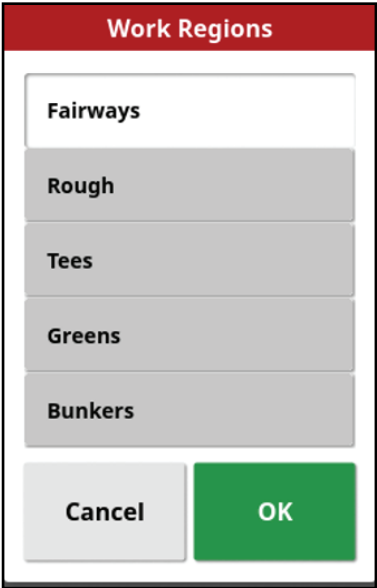 Work Regions
Fairways
Rough
Tees
Greens
Bunkers
Cancel
OK